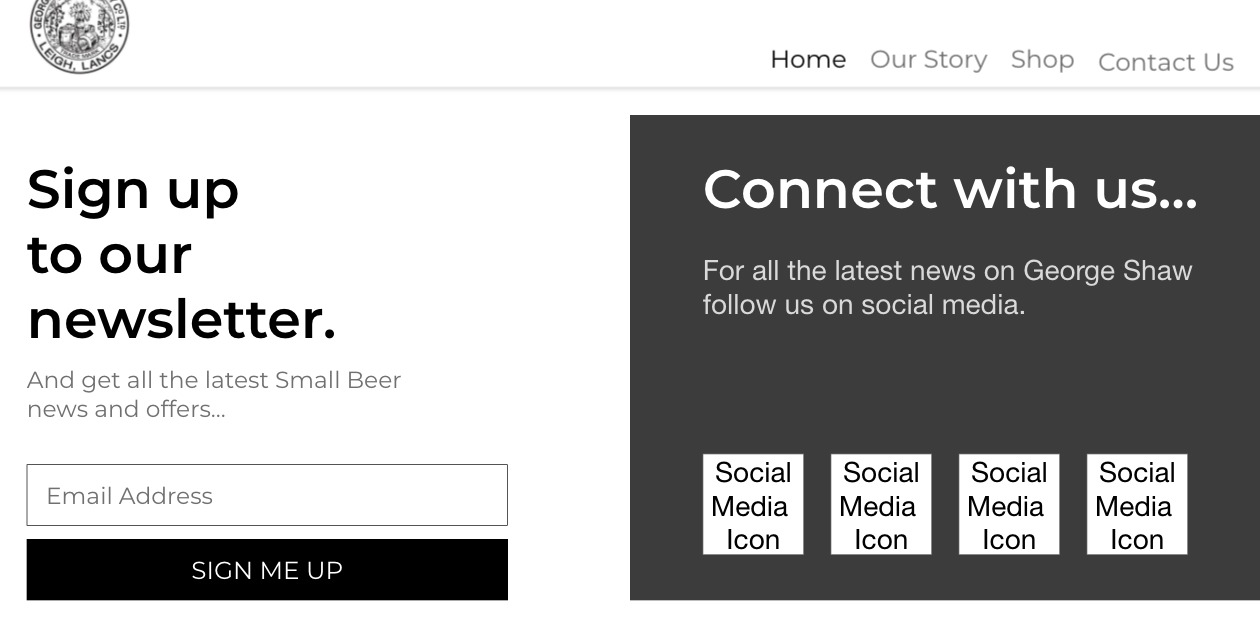 GEORG
Y CO LTD
LEIGH, LANCS
Home Our Story Shop Contact Us
Sign up
to our
newsletter.
And get all the latest Small Beer
news and offers...
Email Address
SIGN ME UP
Connect with us...
For all the latest news on George Shaw
follow us on social media.
Social Media Icon
Social Media Icon
Social Media Icon
Social Media Icon